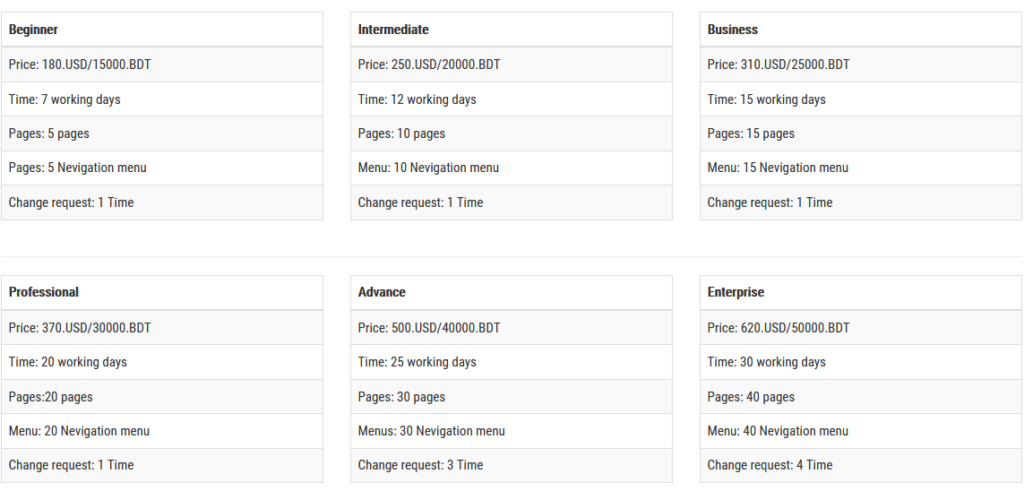 Beginner
Price: 180.USD/15000.BDT
Time: 7 working days
Pages: 5 pages
Pages: 5 Nevigation menu
Change request: 1 Time
Intermediate
Price: 250.USD/20000.BDT
Time: 12 working days
Pages: 10 pages
Menu: 10 Nevigation menu
Change request: 1 Time
Business
Price: 310.USD/25000.BDT
Time: 15 working days
Pages: 15 pages
Menu: 15 Nevigation menu
Change request: 1 Time
Professional
Price: 370.USD/30000.BDT
Time: 20 working days
Pages:20 pages
Menu: 20 Nevigation menu
Change request: 1 Time
Advance
Price: 500.USD/40000.BDT
Time: 25 working days
Pages: 30 pages
Menus: 30 Nevigation menu
Change request: 3 Time
Enterprise
Price: 620.USD/50000.BDT
Time: 30 working days
Pages: 40 pages
Menu: 40 Nevigation menu
Change request: 4 Time